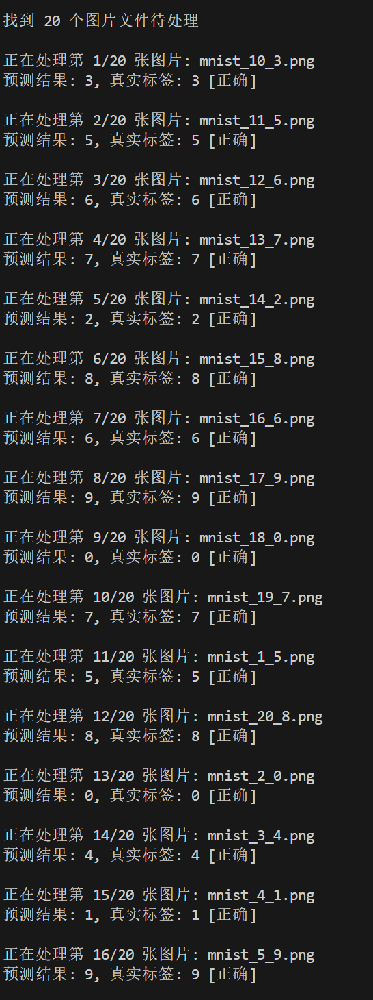 找到 20 个图片文件待处理
正在处理第 1/20 张图片: mnist_10_3.png
预测结果: 3, 真实标签: 3 [正确]
正在处理第 2/20 张图片: mnist_11_5.png
预测结果: 5, 真实标签: 5 [正确]
正在处理第 3/20 张图片: mnist_12_6.png
预测结果: 6, 真实标签: 6 [正确]
正在处理第 4/20 张图片: mnist_13_7.png
预测结果: 7, 真实标签: 7 [正确]
正在处理第 5/20 张图片: mnist_14_2.png
预测结果: 2, 真实标签: 2 [正确]
正在处理第 6/20 张图片: mnist_15_8.png
预测结果: 8, 真实标签: 8 [正确]
正在处理第 7/20 张图片: mnist_16_6.png
预测结果: 6, 真实标签: 6 [正确]
正在处理第 8/20 张图片: mnist_17_9.png
预测结果: 9, 真实标签: 9 [正确]
正在处理第 9/20 张图片: mnist_18_0.png
预测结果: 0, 真实标签: 0 [正确]
正在处理第 10/20 张图片: mnist_19_7.png
预测结果: 7, 真实标签: 7 [正确]
正在处理第 11/20 张图片: mnist_1_5.png
预测结果: 5, 真实标签: 5 [正确]
正在处理第 12/20 张图片: mnist_20_8.png
预测结果: 8, 真实标签: 8 [正确]
正在处理第 13/20 张图片: mnist_2_0.png
预测结果: 0, 真实标签: 0 [正确]
正在处理第 14/20 张图片: mnist_3_4.png
预测结果: 4, 真实标签: 4 [正确]
正在处理第 15/20 张图片: mnist_4_1.png
预测结果: 1, 真实标签: 1 [正确]
正在处理第 16/20 张图片: mnist_5_9.png
预测结果: 9, 真实标签: 9 [正确]